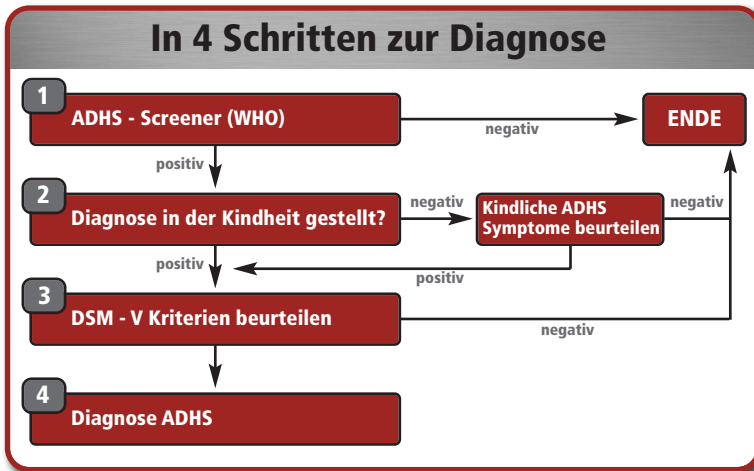 In 4 Schritten zur Diagnose
1
ADHS - Screener (WHO)
negativ
ENDE
positiv
2
Diagnose in der Kindheit gestellt?
negativ
Kindliche ADHS
Symptome beurteilen
negativ
positiv
positiv
3
DSM - V Kriterien beurteilen
negativ
4
Diagnose ADHS